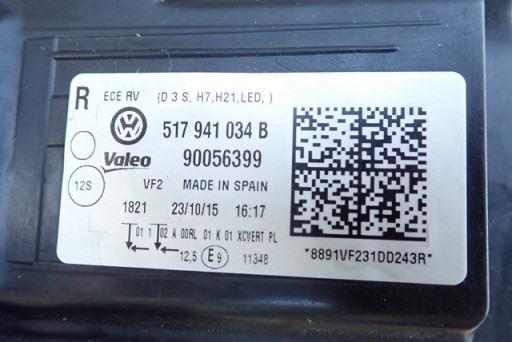 R ECE RV (D 3 S, H7, H21, LED, )
VW 517 941 034 B
Valeo 90056399
12S VF2 MADE IN SPAIN
1821 23/10/15 16:17
01 1 02 A 00RL 01 K 01 XCVERT PL
12,5 E9 11348
*8891VF231DD243R*